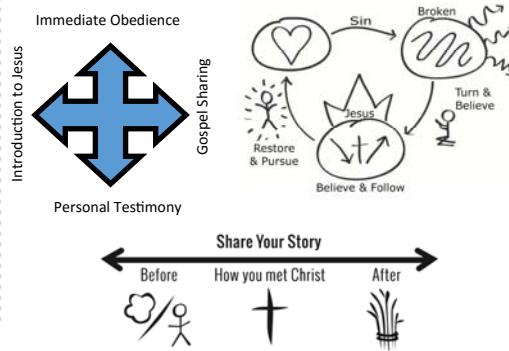 Immediate Obedience
Introduction to Jesus
Gospel Sharing
Personal Testimony
Sin
Broken
Turn &
Believe
Jesus
Restore
& Pursue
Believe & Follow
Share Your Story
Before
How you met Christ
After